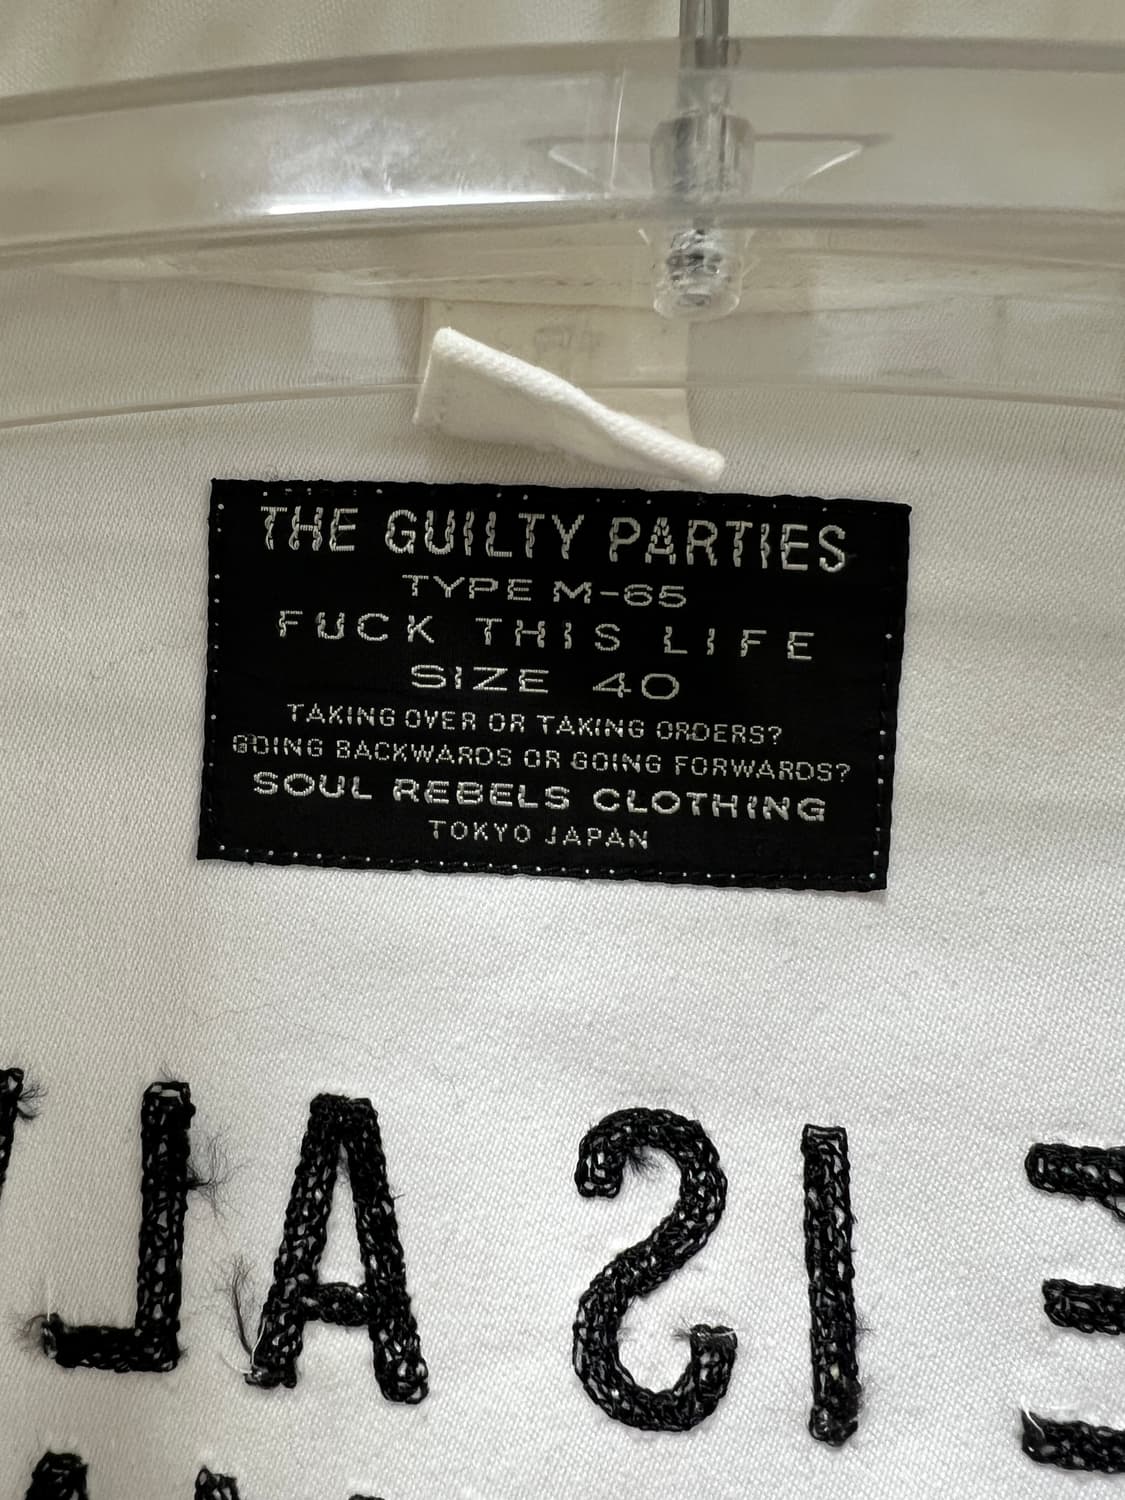 THE GUILTY PARTIES
TYPE M-65
FUCK THIS LIFE
SIZE 40
TAKING OVER OR TAKING ORDERS?
GOING BACKWARDS OR GOING FORWARDS?
SOUL REBELS CLOTHING
TOKYO JAPAN